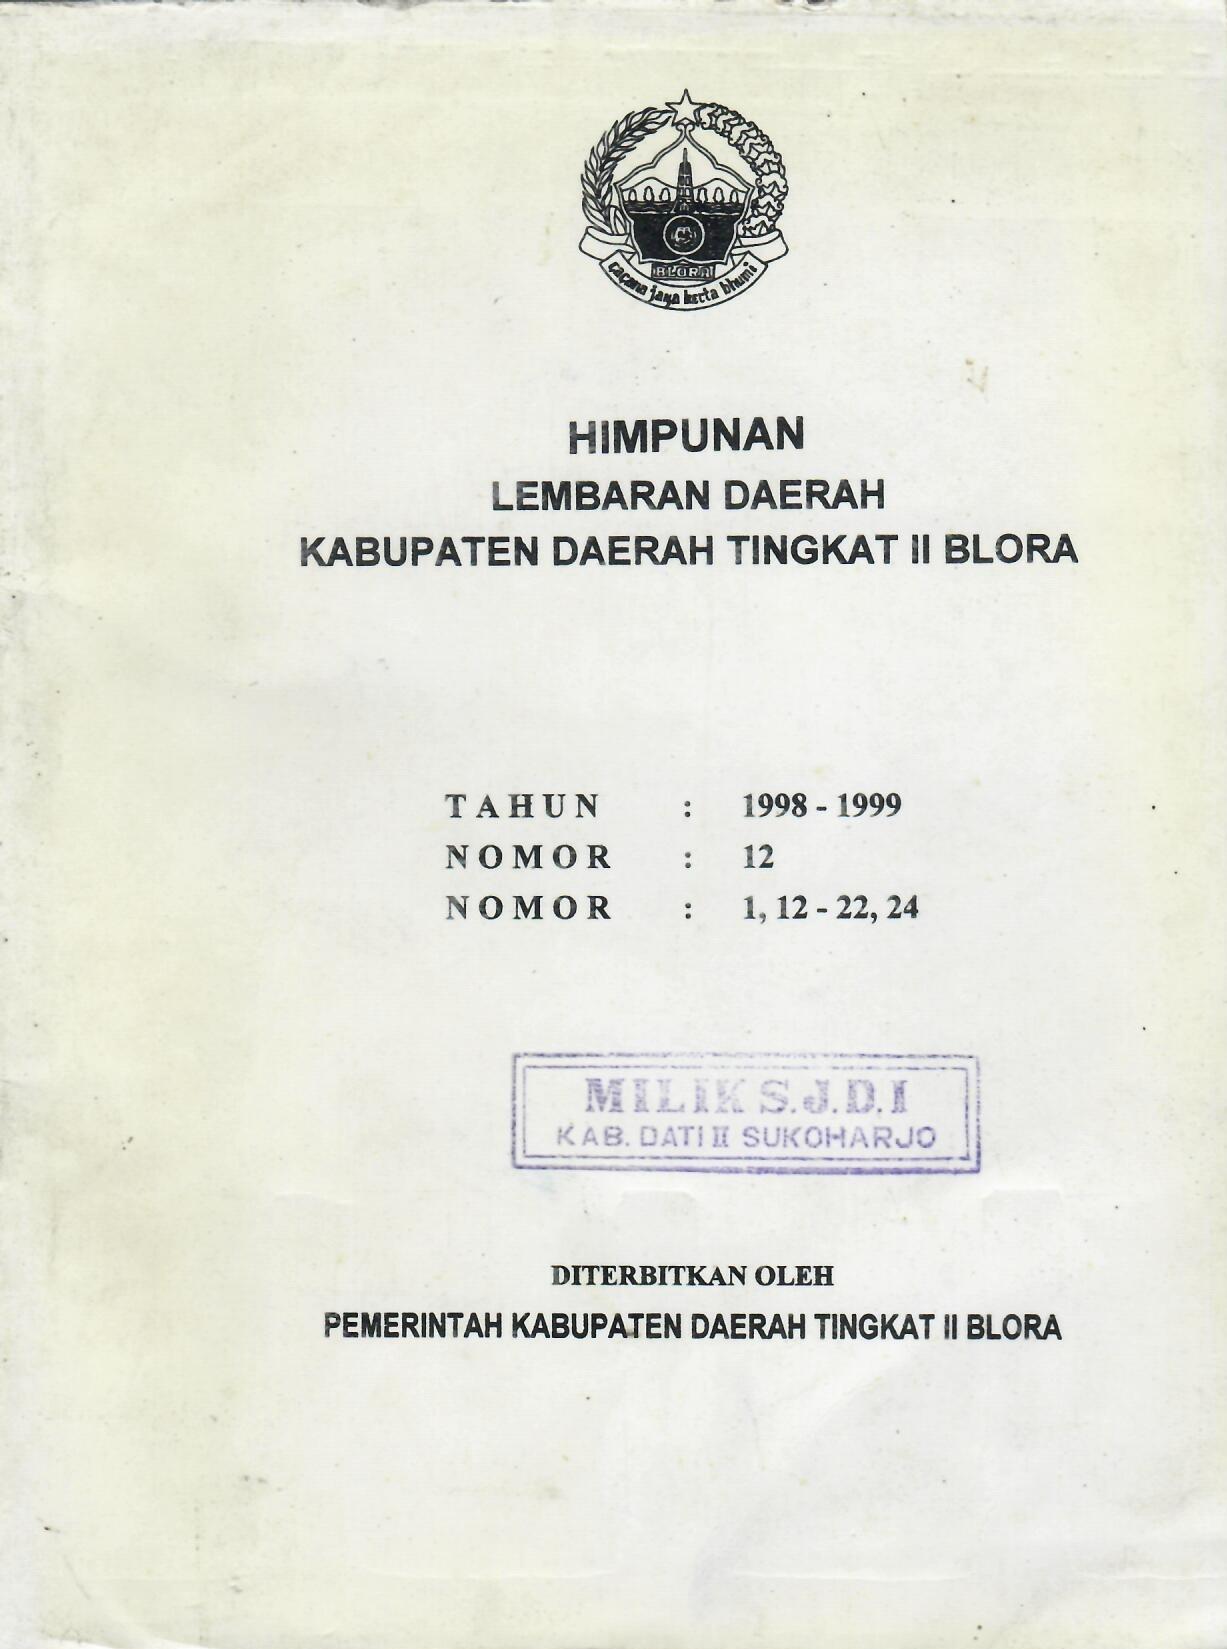 BLORA
cacana jaya kerta bhumi
HIMPUNAN
LEMBARAN DAERAH
KABUPATEN DAERAH TINGKAT II BLORA
TAHUN : 1998 - 1999
NOMOR : 12
NOMOR : 1, 12 - 22, 24
MILIK S.J.D.I
KAB. DATI II SUKOHARJO
DITERBITKAN OLEH
PEMERINTAH KABUPATEN DAERAH TINGKAT II BLORA